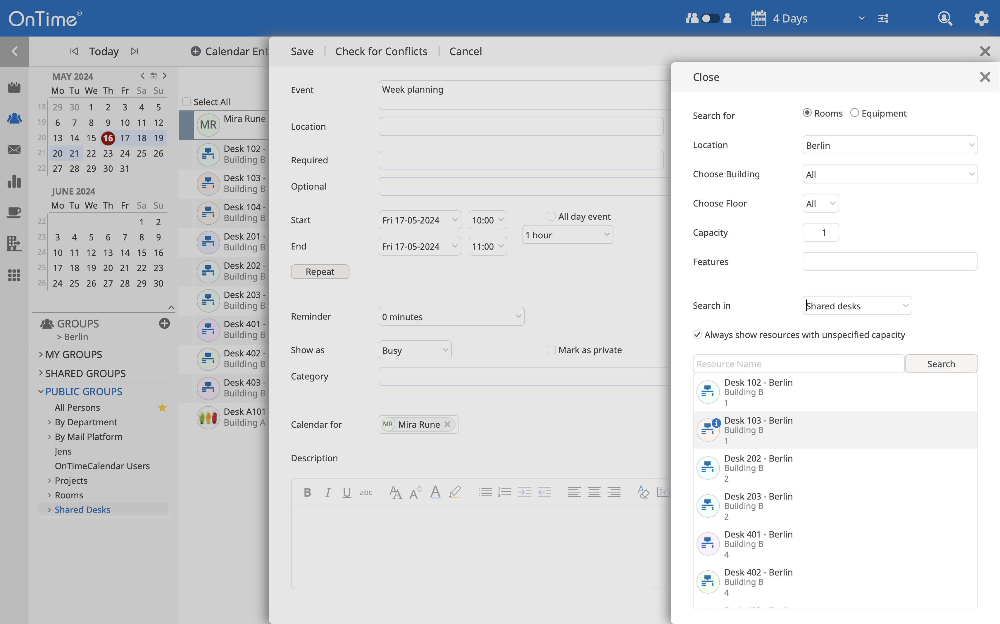 OnTime®
4 Days
Today
Calendar Ent
MAY 2024
Mo Tu We Th Fr Sa Su
18 29 30 1 2 3 4 5
19 6 7 8 9 10 11 12
20 13 14 15 16 17 18 19
21 20 21 22 23 24 25 26
22 27 28 29 30 31
JUNE 2024
Mo Tu We Th Fr Sa Su
22 1 2
23 3 4 5 6 7 8 9
24 10 11 12 13 14 15 16
25 17 18 19 20 21 22 23
26 24 25 26 27 28 29 30
GROUPS
> Berlin
MY GROUPS
SHARED GROUPS
PUBLIC GROUPS
All Persons
By Department
By Mail Platform
Jens
OnTimeCalendar Users
Projects
Rooms
Shared Desks
Select All
MR Mira Rune
Desk 102 -
Building B
Desk 103 -
Building B
Desk 104 -
Building B
Desk 201 -
Building B
Desk 202 -
Building B
Desk 203 -
Building B
Desk 401 -
Building B
Desk 402 -
Building B
Desk 403 -
Building B
Desk A101
Building A
Save | Check for Conflicts | Cancel
Event Week planning
Location
Required
Optional
Start Fri 17-05-2024 10:00
All day event
1 hour
End Fri 17-05-2024 11:00
Repeat
Reminder 0 minutes
Show as Busy Mark as private
Category
Calendar for MR Mira Rune
Description
B I U abc
Close
Search for Rooms Equipment
Location Berlin
Choose Building All
Choose Floor All
Capacity 1
Features
Search in Shared desks
Always show resources with unspecified capacity
Resource Name Search
Desk 102 - Berlin
Building B
1
Desk 103 - Berlin
Building B
1
Desk 202 - Berlin
Building B
2
Desk 203 - Berlin
Building B
2
Desk 401 - Berlin
Building B
4
Desk 402 - Berlin
Building B
4